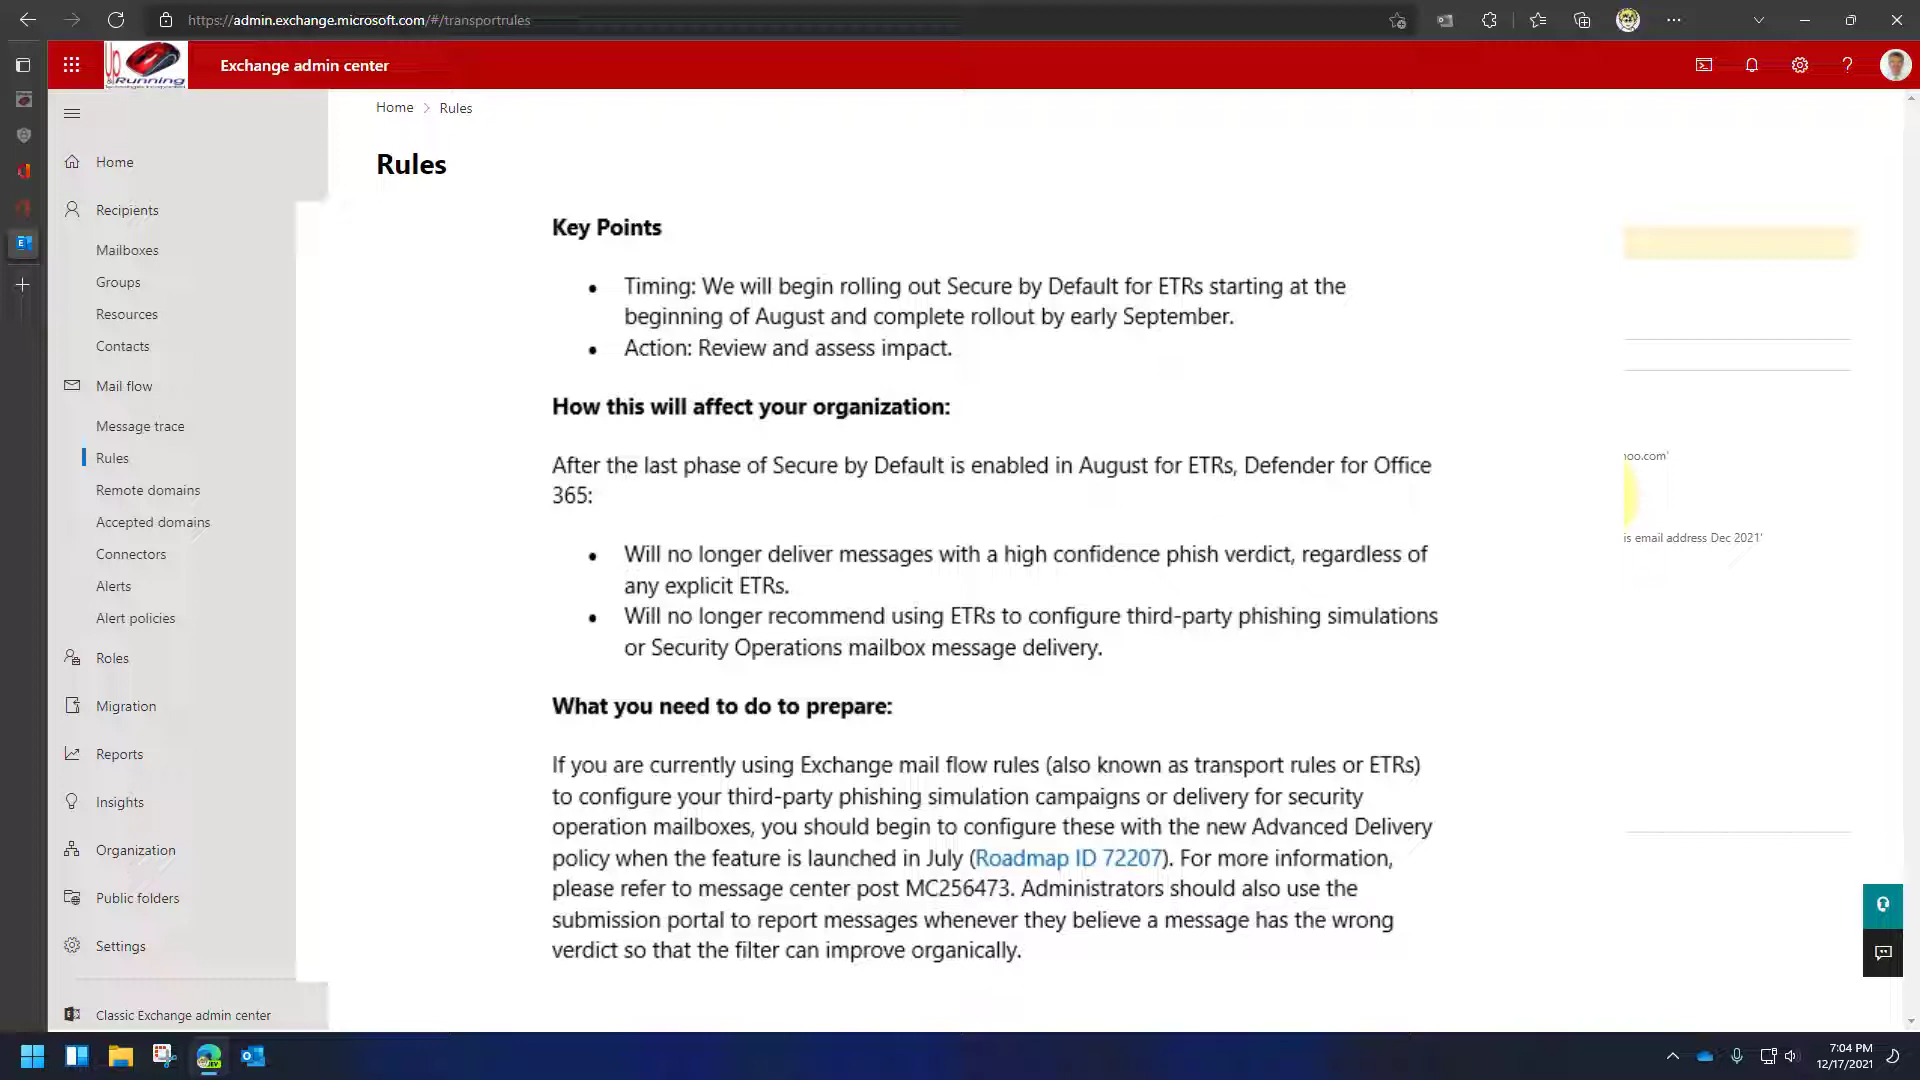 https://admin.exchange.microsoft.com/#/transportrules
Up
Running
Exchange admin center
Home > Rules
Rules
Home
Recipients
Mailboxes
Groups
Resources
Contacts
Mail flow
Message trace
Rules
Remote domains
Accepted domains
Connectors
Alerts
Alert policies
Roles
Migration
Reports
Insights
Organization
Public folders
Settings
Classic Exchange admin center
Key Points
• Timing: We will begin rolling out Secure by Default for ETRs starting at the
beginning of August and complete rollout by early September.
• Action: Review and assess impact.
How this will affect your organization:
After the last phase of Secure by Default is enabled in August for ETRs, Defender for Office
365:
• Will no longer deliver messages with a high confidence phish verdict, regardless of
any explicit ETRs.
• Will no longer recommend using ETRs to configure third-party phishing simulations
or Security Operations mailbox message delivery.
What you need to do to prepare:
If you are currently using Exchange mail flow rules (also known as transport rules or ETRs)
to configure your third-party phishing simulation campaigns or delivery for security
operation mailboxes, you should begin to configure these with the new Advanced Delivery
policy when the feature is launched in July (Roadmap ID 72207). For more information,
please refer to message center post MC256473. Administrators should also use the
submission portal to report messages whenever they believe a message has the wrong
verdict so that the filter can improve organically.
hoo.com'
is email address Dec 2021'
7:04 PM
12/17/2021